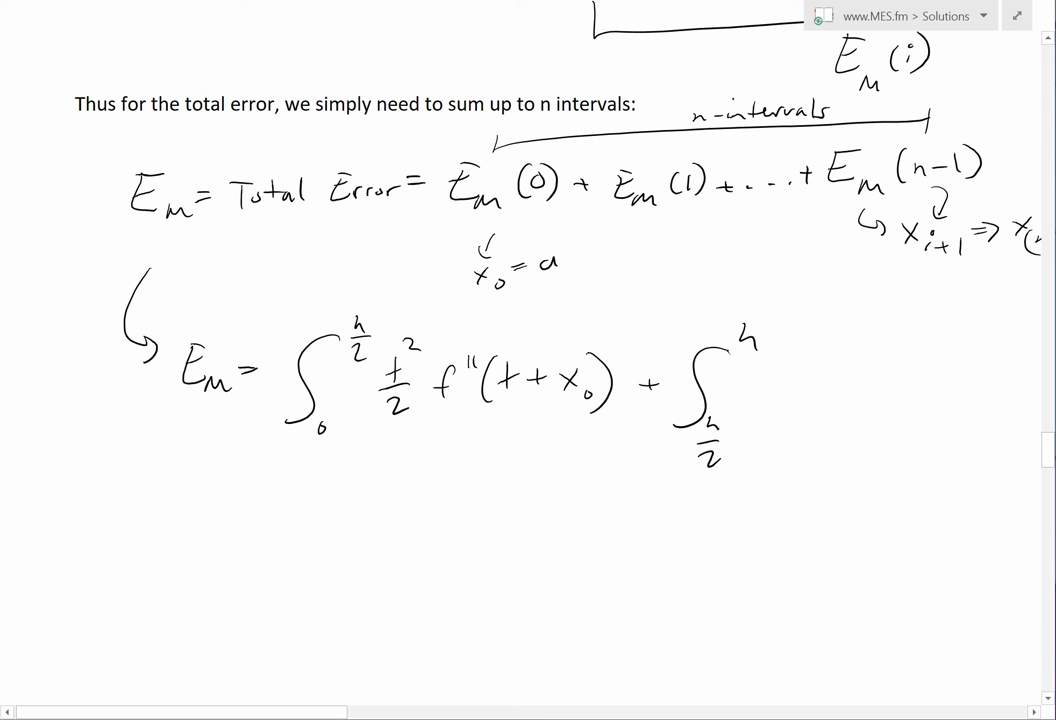 www.MES.fm > Solutions
E_M (i)
Thus for the total error, we simply need to sum up to n intervals:
n-intervals
E_M = Total Error = E_M (0) + E_M (1) + .... + E_M (n-1)
↳ x_{i+1} ⇒ x(
↙
x_0 = a
E_M = ∫_0^{h/2} t²/2 f''(t + x_0) + ∫_{h/2}^h